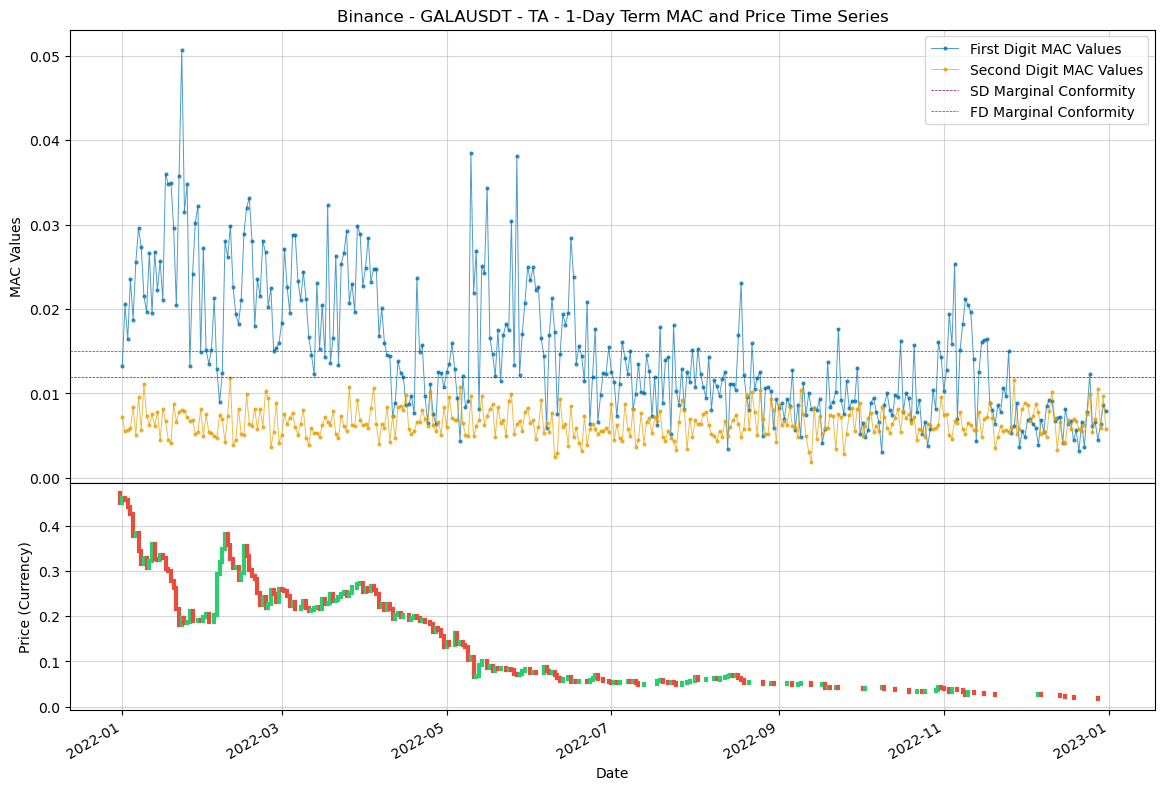 Binance - GALAUSDT - TA - 1-Day Term MAC and Price Time Series
First Digit MAC Values
Second Digit MAC Values
SD Marginal Conformity
FD Marginal Conformity
MAC Values
0.05
0.04
0.03
0.02
0.01
0.00
Price (Currency)
0.4
0.3
0.2
0.1
0.0
2022-01
2022-03
2022-05
2022-07
2022-09
2022-11
2023-01
Date